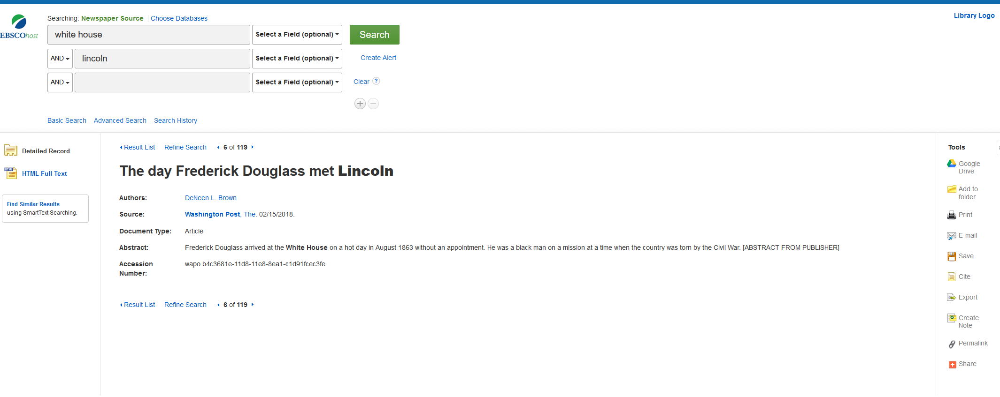 Library Logo
EBSCOhost
Searching: Newspaper Source Choose Databases
white house Select a Field (optional) Search
AND lincoln Select a Field (optional) Create Alert
AND Select a Field (optional) Clear ?
Basic Search Advanced Search Search History
Detailed Record
HTML
HTML Full Text
Find Similar Results
using SmartText Searching.
Result List Refine Search 6 of 119
The day Frederick Douglass met Lincoln
Authors: DeNeen L. Brown
Source: Washington Post, The. 02/15/2018.
Document Type: Article
Abstract: Frederick Douglass arrived at the White House on a hot day in August 1863 without an appointment. He was a black man on a mission at a time when the country was torn by the Civil War. [ABSTRACT FROM PUBLISHER]
Accession wapo.b4c3681e-11d8-11e8-8ea1-c1d91fcec3fe
Number:
Result List Refine Search 6 of 119
Tools
Google
Drive
Add to
folder
Print
E-mail
Save
Cite
Export
Create
Note
Permalink
Share